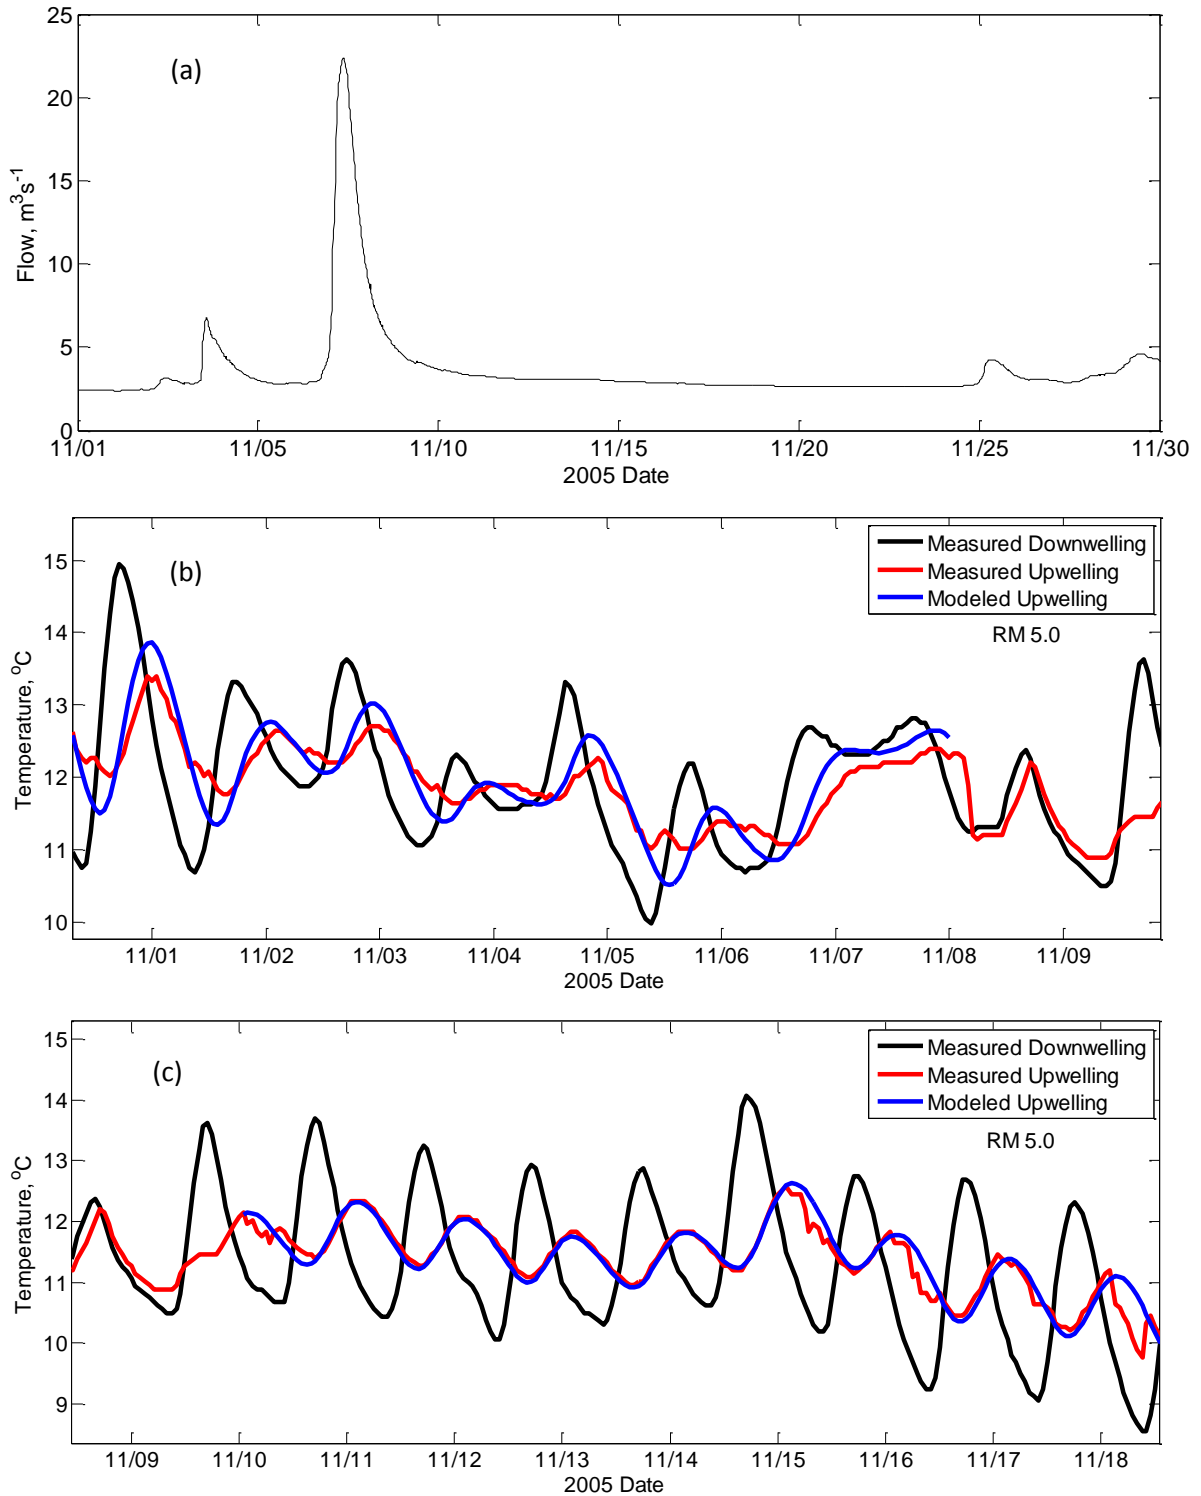 25
20
15
10
5
0
Flow, m³s⁻¹
(a)
11/01 11/05 11/10 11/15 11/20 11/25 11/30
2005 Date
15
14
13
12
11
10
Temperature, °C
(b)
Measured Downwelling
Measured Upwelling
Modeled Upwelling
RM 5.0
11/01 11/02 11/03 11/04 11/05 11/06 11/07 11/08 11/09
2005 Date
15
14
13
12
11
10
9
Temperature, °C
(c)
Measured Downwelling
Measured Upwelling
Modeled Upwelling
RM 5.0
11/09 11/10 11/11 11/12 11/13 11/14 11/15 11/16 11/17 11/18
2005 Date